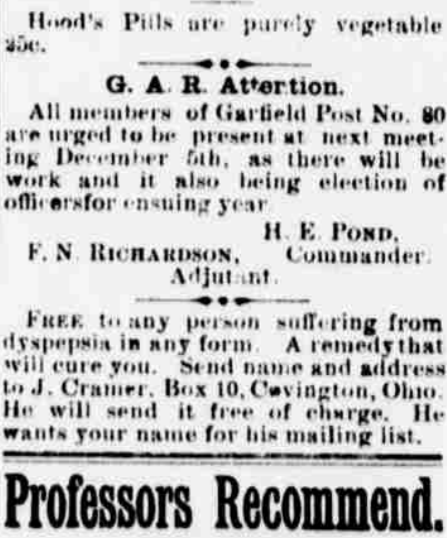 Hood's Pills are purely vegetable
25c.
G. A. R. Attention.
All members of Garfield Post No. 80
are urged to be present at next meet-
ing December 5th, as there will be
work and it also being election of
officersfor ensuing year
H. E. POND,
F. N. RICHARDSON, Commander.
Adjutant.
FREE to any person suffering from
dyspepsia in any form. A remedy that
will cure you. Send name and address
to J. Cramer, Box 10, Covington, Ohio.
He will send it free of charge. He
wants your name for his mailing list.
Professors Recommend.